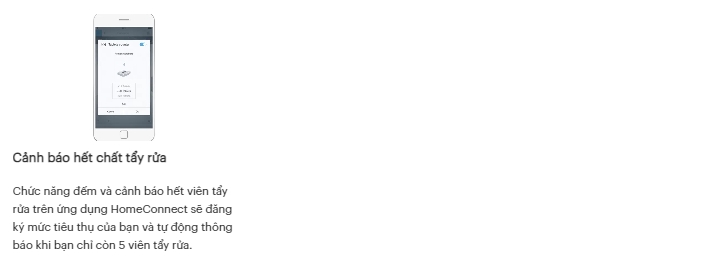 Cảnh báo hết chất tẩy rửa
Chức năng đếm và cảnh báo hết viên tẩy
rửa trên ứng dụng HomeConnect sẽ đăng
ký mức tiêu thụ của bạn và tự động thông
báo khi bạn chỉ còn 5 viên tẩy rửa.